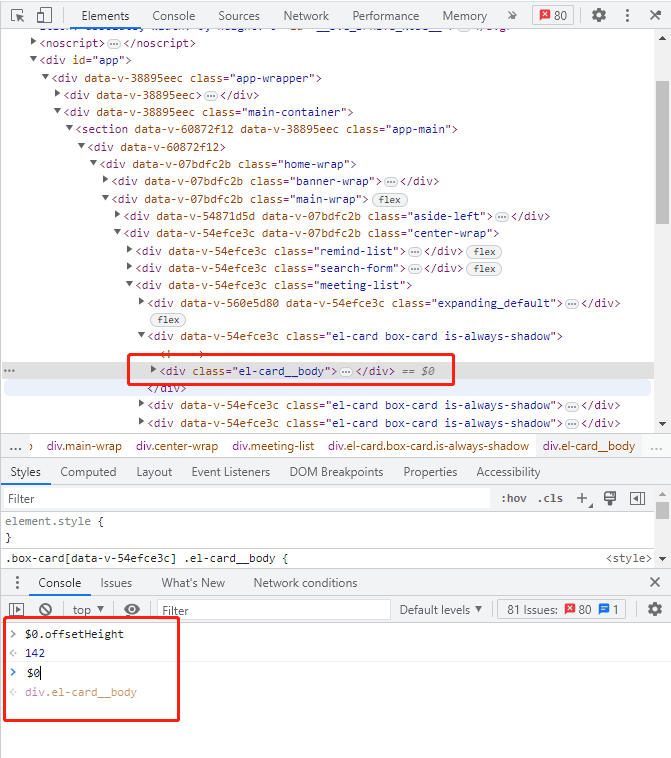 Elements Console Sources Network Performance Memory » 80
<noscript>…</noscript>
<div id="app">
<div data-v-38895eec class="app-wrapper">
<div data-v-38895eec>…</div>
<div data-v-38895eec class="main-container">
<section data-v-60872f12 data-v-38895eec class="app-main">
<div data-v-60872f12>
<div data-v-07bdfc2b class="home-wrap">
<div data-v-07bdfc2b class="banner-wrap">…</div>
<div data-v-07bdfc2b class="main-wrap"> flex
<div data-v-54871d5d data-v-07bdfc2b class="aside-left">…</div>
<div data-v-54efce3c data-v-07bdfc2b class="center-wrap">
<div data-v-54efce3c class="remind-list">…</div> flex
<div data-v-54efce3c class="search-form">…</div> flex
<div data-v-54efce3c class="meeting-list">
<div data-v-560e5d80 data-v-54efce3c class="expanding_default">…</div>
flex
<div data-v-54efce3c class="el-card box-card is-always-shadow">
… <div class="el-card__body">…</div> == $0
</div>
<div data-v-54efce3c class="el-card box-card is-always-shadow">…</div>
<div data-v-54efce3c class="el-card box-card is-always-shadow">…</div>
… div.main-wrap div.center-wrap div.meeting-list div.el-card.box-card.is-always-shadow div.el-card__body …
Styles Computed Layout Event Listeners DOM Breakpoints Properties Accessibility
Filter :hov .cls +
element.style {
}
.box-card[data-v-54efce3c] .el-card__body { <style>
Console Issues What's New Network conditions
top Filter Default levels 81 Issues: 80 1
> $0.offsetHeight
142
> $0
div.el-card__body